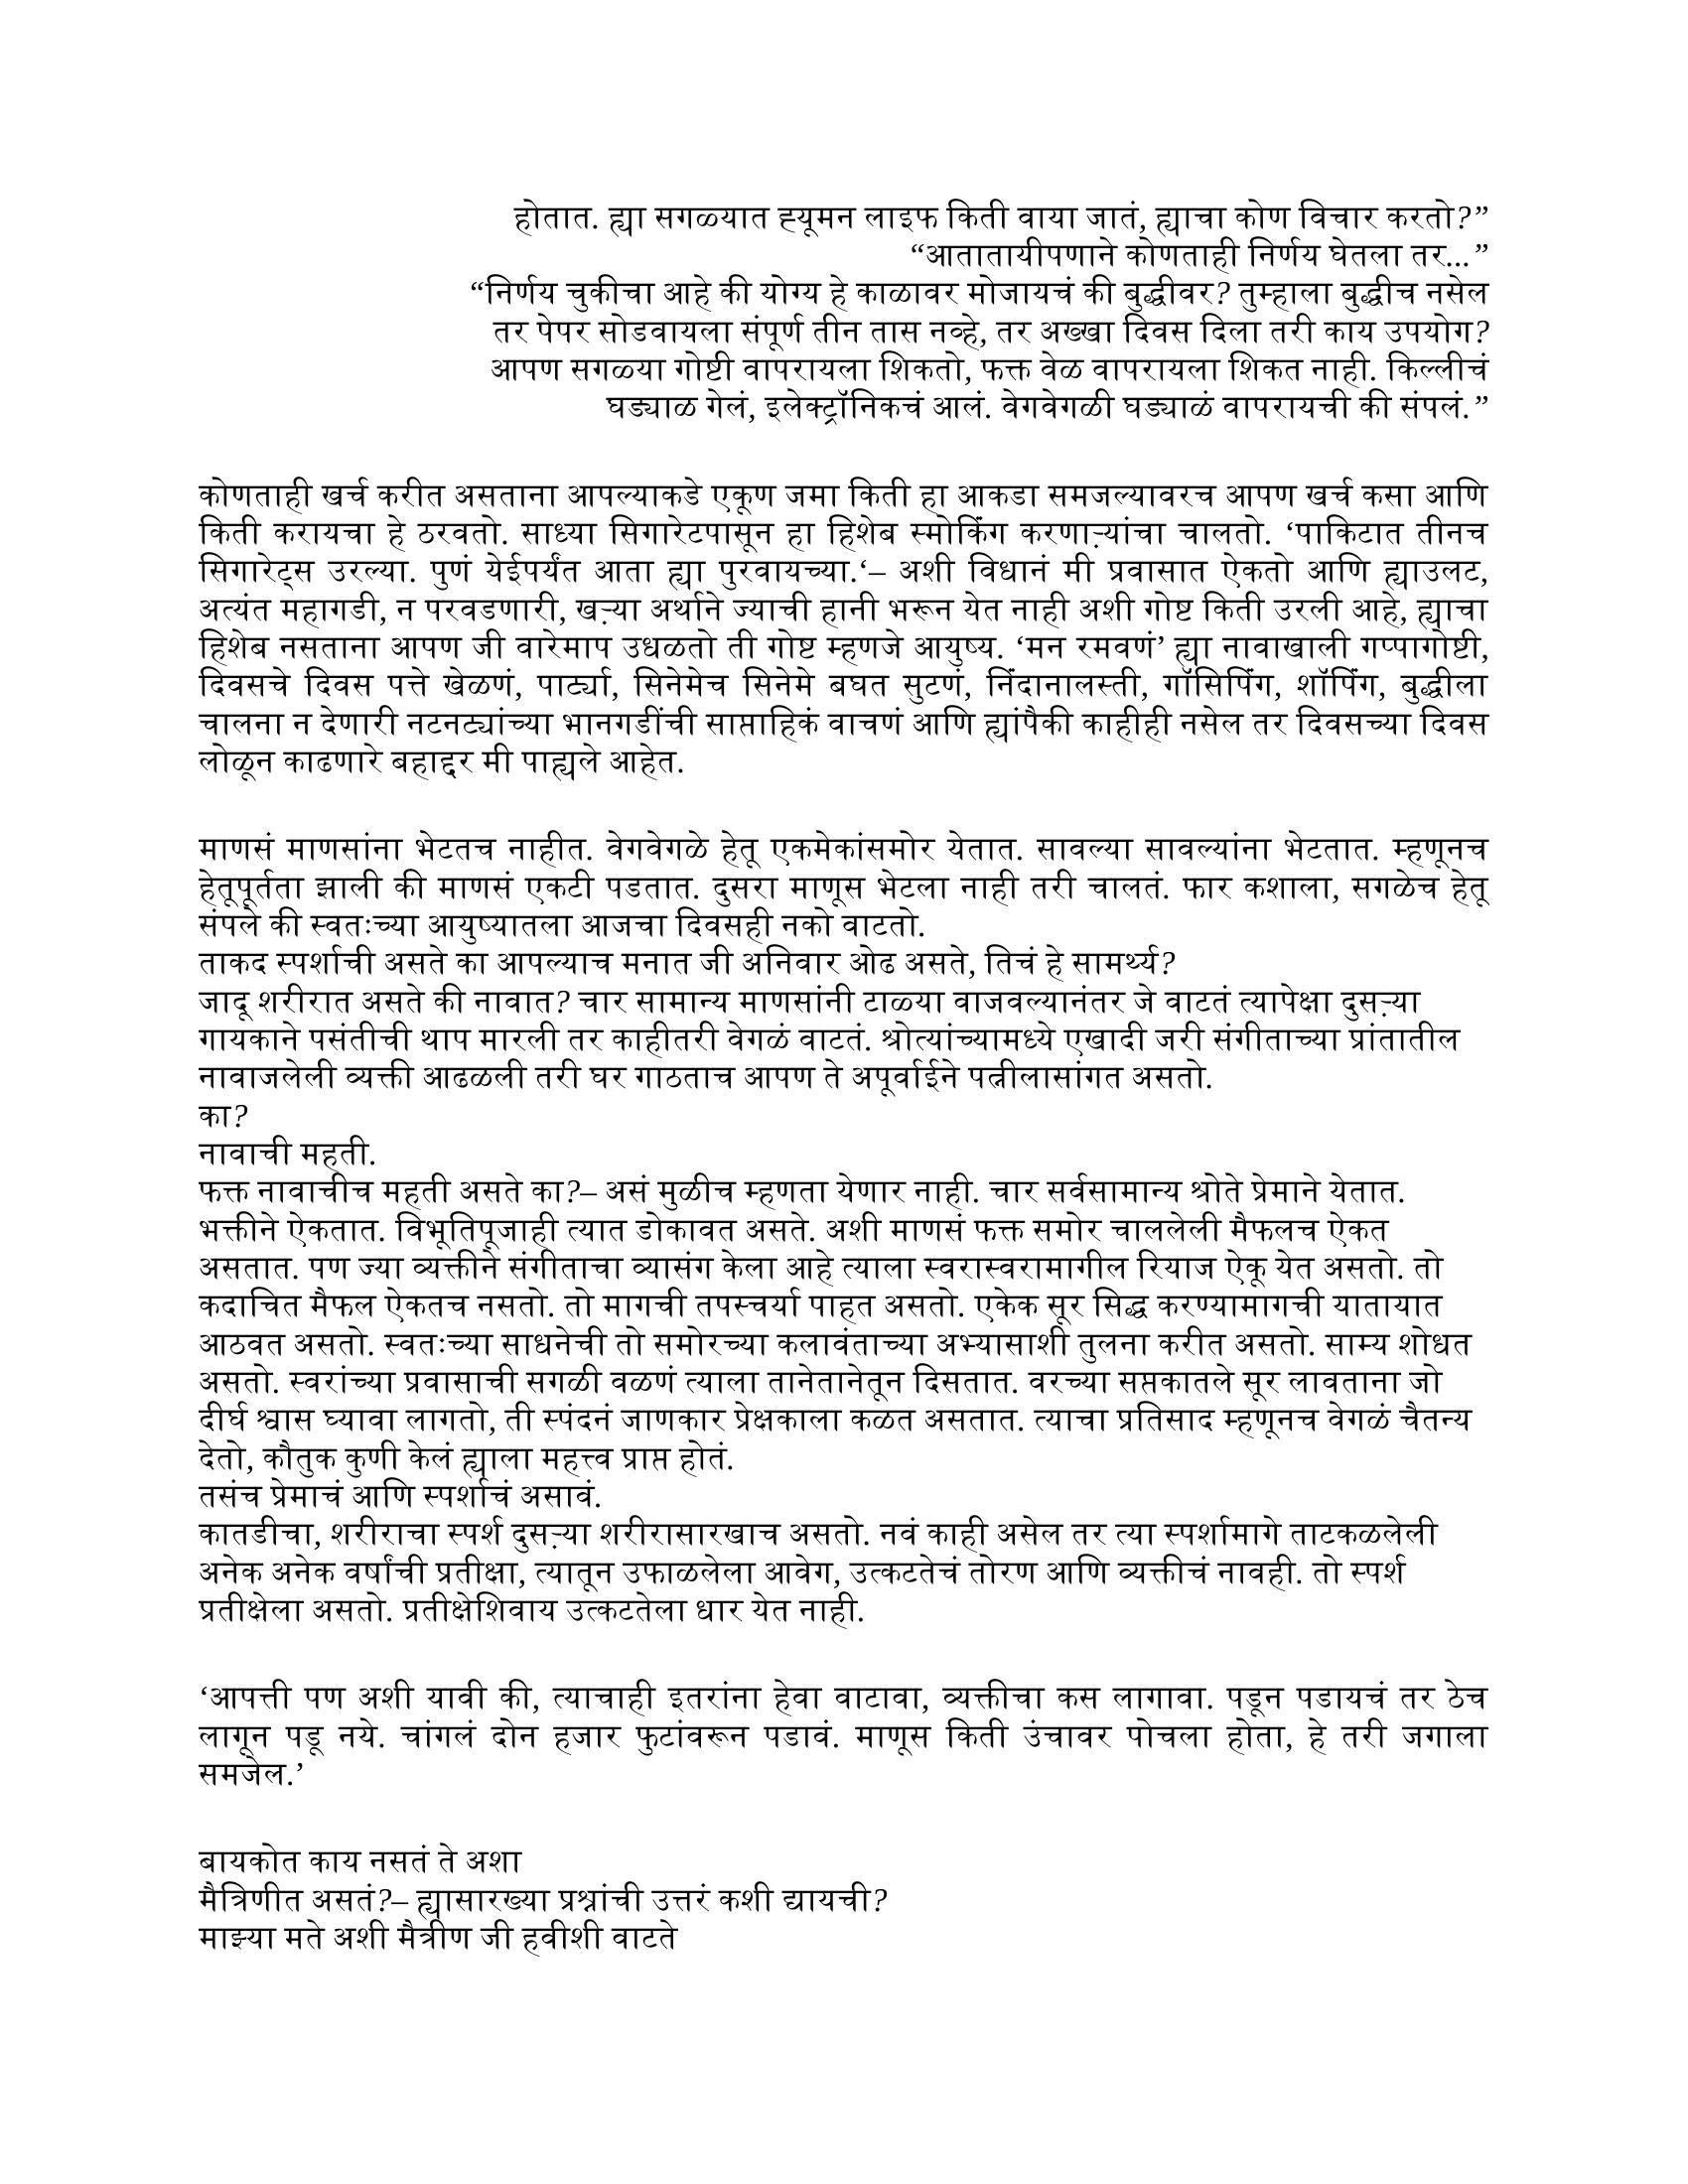 होतात. ह्या सगळ्यात ह्यूमन लाइफ किती वाया जातं, ह्याचा कोण विचार करतो?”
“आतातायीपणाने कोणताही निर्णय घेतला तर...”
“निर्णय चुकीचा आहे की योग्य हे काळावर मोजायचं की बुद्धीवर? तुम्हाला बुद्धीच नसेल
तर पेपर सोडवायला संपूर्ण तीन तास नव्हे, तर अख्खा दिवस दिला तरी काय उपयोग?
आपण सगळ्या गोष्टी वापरायला शिकतो, फक्त वेळ वापरायला शिकत नाही. किल्लीचं
घड्याळ गेलं, इलेक्ट्रॉनिकचं आलं. वेगवेगळी घड्याळं वापरायची की संपलं.”
कोणताही खर्च करीत असताना आपल्याकडे एकूण जमा किती हा आकडा समजल्यावरच आपण खर्च कसा आणि
किती करायचा हे ठरवतो. साध्या सिगारेटपासून हा हिशेब स्मोकिंग करणाऱ्यांचा चालतो. ‘पाकिटात तीनच
सिगारेट्स उरल्या. पुणं येईपर्यंत आता ह्या पुरवायच्या.‘– अशी विधानं मी प्रवासात ऐकतो आणि ह्याउलट,
अत्यंत महागडी, न परवडणारी, खऱ्या अर्थाने ज्याची हानी भरून येत नाही अशी गोष्ट किती उरली आहे, ह्याचा
हिशेब नसताना आपण जी वारेमाप उधळतो ती गोष्ट म्हणजे आयुष्य. ‘मन रमवणं’ ह्या नावाखाली गप्पागोष्टी,
दिवसचे दिवस पत्ते खेळणं, पार्ट्या, सिनेमेच सिनेमे बघत सुटणं, निंदानालस्ती, गॉसिपिंग, शॉपिंग, बुद्धीला
चालना न देणारी नटनट्यांच्या भानगडींची साप्ताहिकं वाचणं आणि ह्यांपैकी काहीही नसेल तर दिवसच्या दिवस
लोळून काढणारे बहाद्दर मी पाह्यले आहेत.
माणसं माणसांना भेटतच नाहीत. वेगवेगळे हेतू एकमेकांसमोर येतात. सावल्या सावल्यांना भेटतात. म्हणूनच
हेतूपूर्तता झाली की माणसं एकटी पडतात. दुसरा माणूस भेटला नाही तरी चालतं. फार कशाला, सगळेच हेतू
संपले की स्वतःच्या आयुष्यातला आजचा दिवसही नको वाटतो.
ताकद स्पर्शाची असते का आपल्याच मनात जी अनिवार ओढ असते, तिचं हे सामर्थ्य?
जादू शरीरात असते की नावात? चार सामान्य माणसांनी टाळ्या वाजवल्यानंतर जे वाटतं त्यापेक्षा दुसऱ्या
गायकाने पसंतीची थाप मारली तर काहीतरी वेगळं वाटतं. श्रोत्यांच्यामध्ये एखादी जरी संगीताच्या प्रांतातील
नावाजलेली व्यक्ती आढळली तरी घर गाठताच आपण ते अपूर्वाईने पत्नीलासांगत असतो.
का?
नावाची महती.
फक्त नावाचीच महती असते का?– असं मुळीच म्हणता येणार नाही. चार सर्वसामान्य श्रोते प्रेमाने येतात.
भक्तीने ऐकतात. विभूतिपूजाही त्यात डोकावत असते. अशी माणसं फक्त समोर चाललेली मैफलच ऐकत
असतात. पण ज्या व्यक्तीने संगीताचा व्यासंग केला आहे त्याला स्वरास्वरामागील रियाज ऐकू येत असतो. तो
कदाचित मैफल ऐकतच नसतो. तो मागची तपस्चर्या पाहत असतो. एकेक सूर सिद्ध करण्यामागची यातायात
आठवत असतो. स्वतःच्या साधनेची तो समोरच्या कलावंताच्या अभ्यासाशी तुलना करीत असतो. साम्य शोधत
असतो. स्वरांच्या प्रवासाची सगळी वळणं त्याला तानेतानेतून दिसतात. वरच्या सप्तकातले सूर लावताना जो
दीर्घ श्वास घ्यावा लागतो, ती स्पंदनं जाणकार प्रेक्षकाला कळत असतात. त्याचा प्रतिसाद म्हणूनच वेगळं चैतन्य
देतो, कौतुक कुणी केलं ह्याला महत्त्व प्राप्त होतं.
तसंच प्रेमाचं आणि स्पर्शाचं असावं.
कातडीचा, शरीराचा स्पर्श दुसऱ्या शरीरासारखाच असतो. नवं काही असेल तर त्या स्पर्शामागे ताटकळलेली
अनेक अनेक वर्षांची प्रतीक्षा, त्यातून उफाळलेला आवेग, उत्कटतेचं तोरण आणि व्यक्तीचं नावही. तो स्पर्श
प्रतीक्षेला असतो. प्रतीक्षेशिवाय उत्कटतेला धार येत नाही.
‘आपत्ती पण अशी यावी की, त्याचाही इतरांना हेवा वाटावा, व्यक्तीचा कस लागावा. पडून पडायचं तर ठेच
लागून पडू नये. चांगलं दोन हजार फुटांवरून पडावं. माणूस किती उंचावर पोचला होता, हे तरी जगाला
समजेल.’
बायकोत काय नसतं ते अशा
मैत्रिणीत असतं?– ह्यासारख्या प्रश्नांची उत्तरं कशी द्यायची?
माझ्या मते अशी मैत्रीण जी हवीशी वाटते